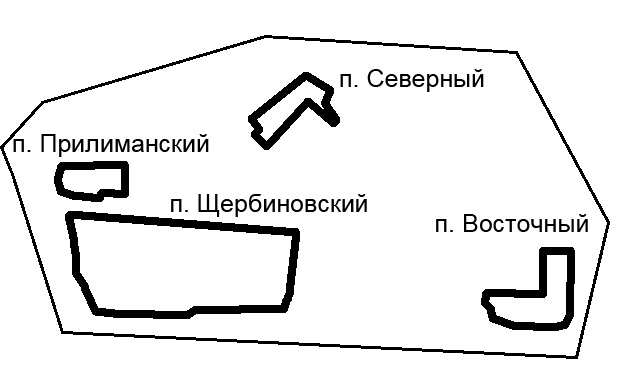 п. Северный
п. Прилиманский
п. Щербиновский
п. Восточный